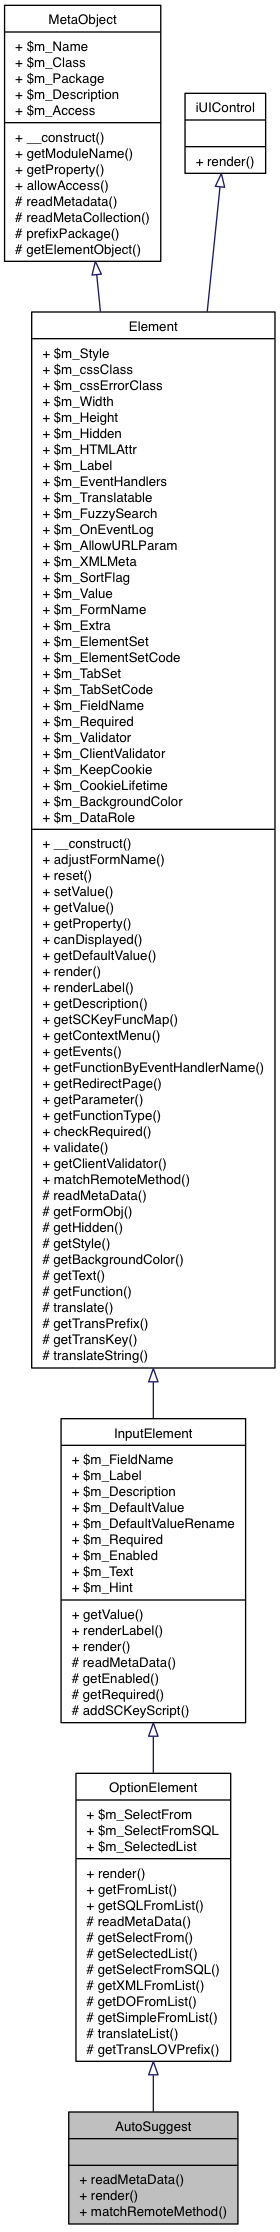 MetaObject
+ $m_Name
+ $m_Class
+ $m_Package
+ $m_Description
+ $m_Access
+ __construct()
+ getModuleName()
+ getProperty()
+ allowAccess()
# readMetadata()
# readMetaCollection()
# prefixPackage()
# getElementObject()
iUIControl
+ render()
Element
+ $m_Style
+ $m_cssClass
+ $m_cssErrorClass
+ $m_Width
+ $m_Height
+ $m_Hidden
+ $m_HTMLAttr
+ $m_Label
+ $m_EventHandlers
+ $m_Translatable
+ $m_FuzzySearch
+ $m_OnEventLog
+ $m_AllowURLParam
+ $m_XMLMeta
+ $m_SortFlag
+ $m_Value
+ $m_FormName
+ $m_Extra
+ $m_ElementSet
+ $m_ElementSetCode
+ $m_TabSet
+ $m_TabSetCode
+ $m_FieldName
+ $m_Required
+ $m_Validator
+ $m_ClientValidator
+ $m_KeepCookie
+ $m_CookieLifetime
+ $m_BackgroundColor
+ $m_DataRole
+ __construct()
+ adjustFormName()
+ reset()
+ setValue()
+ getValue()
+ getProperty()
+ canDisplayed()
+ getDefaultValue()
+ render()
+ renderLabel()
+ getDescription()
+ getSCKeyFuncMap()
+ getContextMenu()
+ getEvents()
+ getFunctionByEventHandlerName()
+ getRedirectPage()
+ getParameter()
+ getFunctionType()
+ checkRequired()
+ validate()
+ getClientValidator()
+ matchRemoteMethod()
# readMetaData()
# getFormObj()
# getHidden()
# getStyle()
# getBackgroundColor()
# getText()
# getFunction()
# translate()
# getTransPrefix()
# getTransKey()
# translateString()
InputElement
+ $m_FieldName
+ $m_Label
+ $m_Description
+ $m_DefaultValue
+ $m_DefaultValueRename
+ $m_Required
+ $m_Enabled
+ $m_Text
+ $m_Hint
+ getValue()
+ renderLabel()
+ render()
# readMetaData()
# getEnabled()
# getRequired()
# addSCKeyScript()
OptionElement
+ $m_SelectFrom
+ $m_SelectFromSQL
+ $m_SelectedList
+ render()
+ getFromList()
+ getSQLFromList()
# readMetaData()
# getSelectFrom()
# getSelectedList()
# getSelectFromSQL()
# getXMLFromList()
# getDOFromList()
# getSimpleFromList()
# translateList()
# getTransLOVPrefix()
AutoSuggest
+ readMetaData()
+ render()
+ matchRemoteMethod()